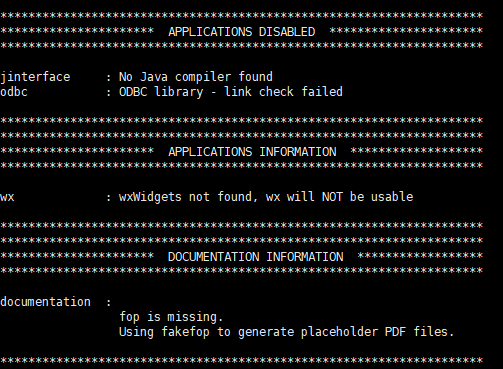 *********************************************************************
**********************  APPLICATIONS DISABLED  **********************
*********************************************************************
jinterface     : No Java compiler found
odbc           : ODBC library - link check failed
*********************************************************************
*********************************************************************
**********************  APPLICATIONS INFORMATION  *******************
*********************************************************************
wx             : wxWidgets not found, wx will NOT be usable
*********************************************************************
*********************************************************************
**********************  DOCUMENTATION INFORMATION  ******************
*********************************************************************
documentation  :
                 fop is missing.
                 Using fakefop to generate placeholder PDF files.
*********************************************************************